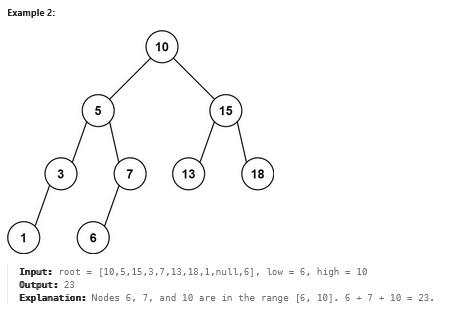 Example 2:
10
5 15
3 7 13 18
1 6
Input: root = [10,5,15,3,7,13,18,1,null,6], low = 6, high = 10
Output: 23
Explanation: Nodes 6, 7, and 10 are in the range [6, 10]. 6 + 7 + 10 = 23.